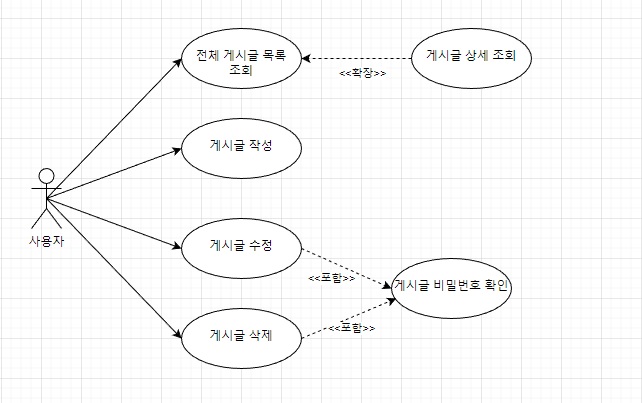 전체 게시글 목록
조회
<<확장>>
게시글 상세 조회
게시글 작성
사용자
게시글 수정
<<포함>>
게시글 비밀번호 확인
게시글 삭제
<<포함>>